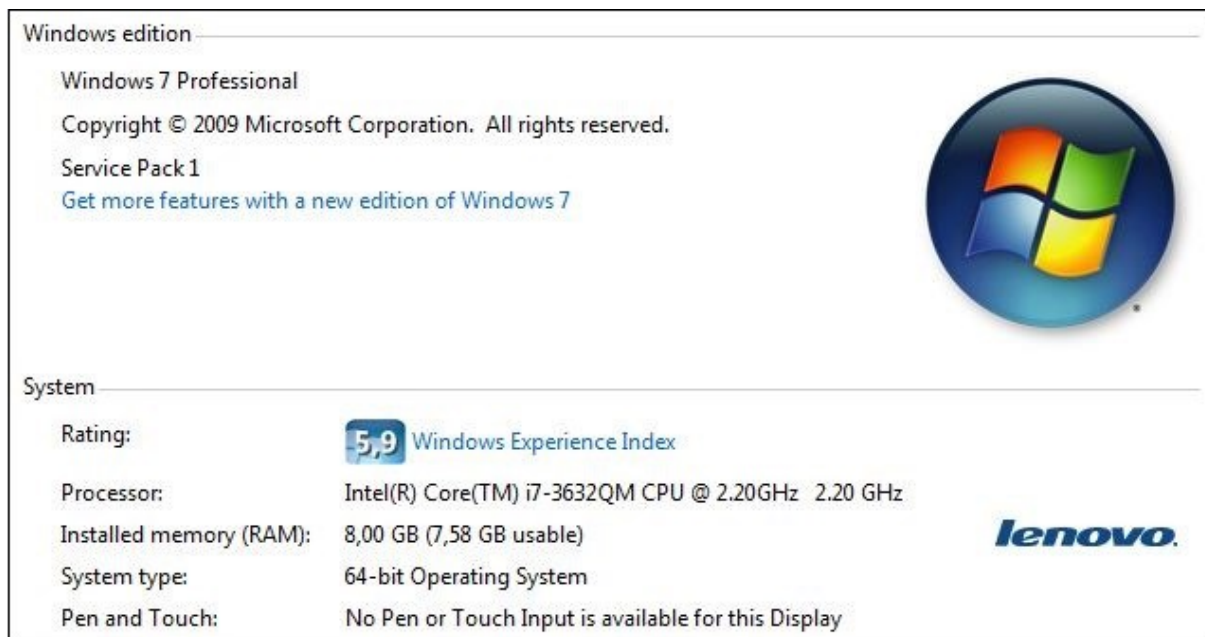 Windows edition
Windows 7 Professional
Copyright © 2009 Microsoft Corporation. All rights reserved.
Service Pack 1
Get more features with a new edition of Windows 7
System
Rating: 5,9 Windows Experience Index
Processor: Intel(R) Core(TM) i7-3632QM CPU @ 2.20GHz 2.20 GHz
Installed memory (RAM): 8,00 GB (7,58 GB usable)
lenovo.
System type: 64-bit Operating System
Pen and Touch: No Pen or Touch Input is available for this Display